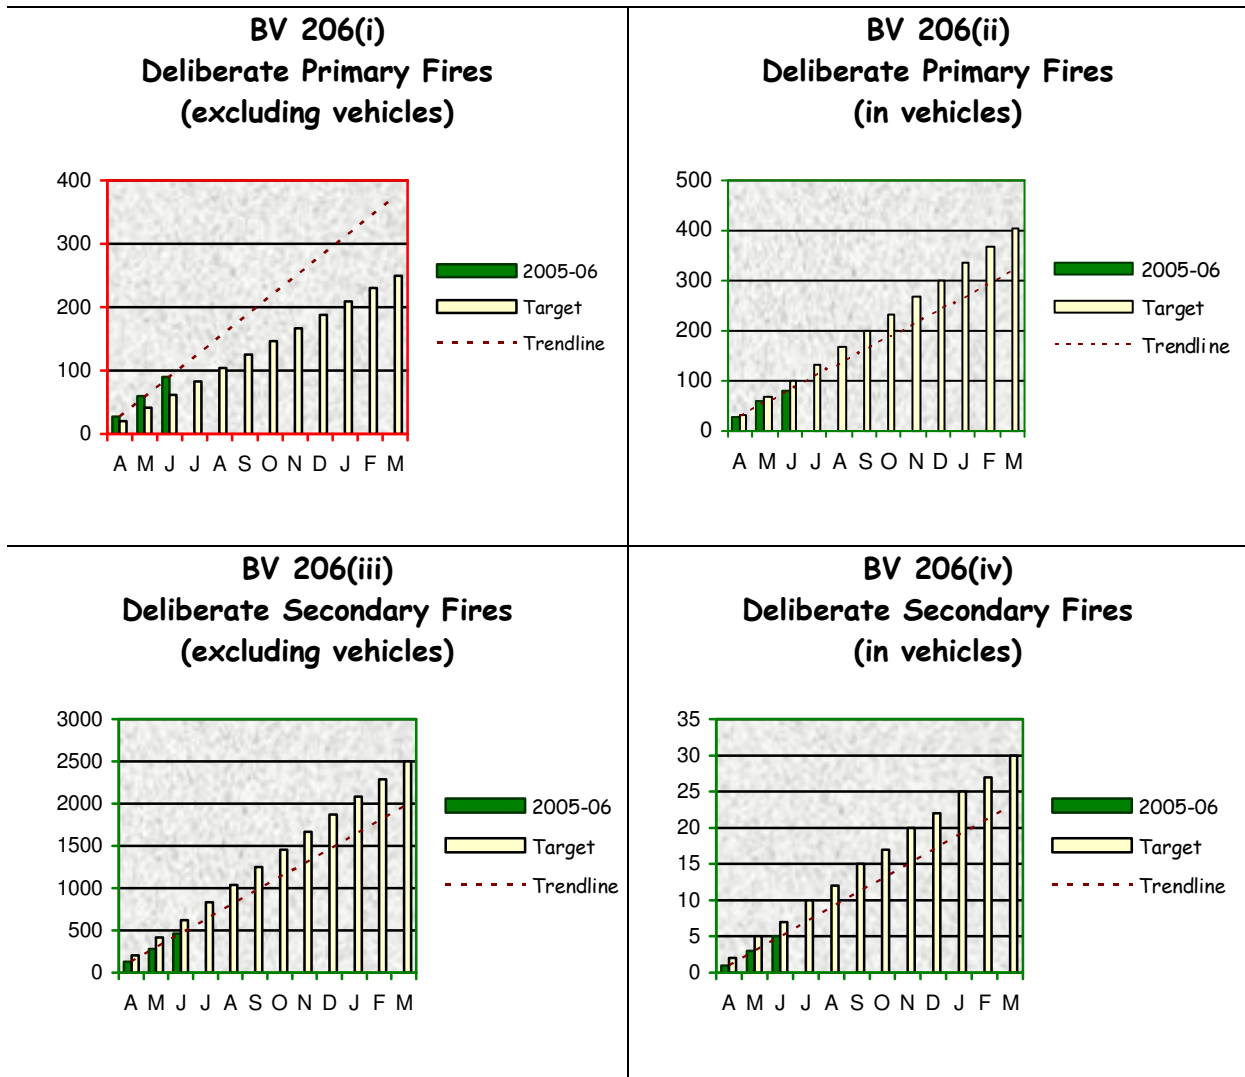 BV 206(i)
Deliberate Primary Fires
(excluding vehicles)
400
300
200
100
0
A M J J A S O N D J F M
2005-06
Target
Trendline
BV 206(ii)
Deliberate Primary Fires
(in vehicles)
500
400
300
200
100
0
A M J J A S O N D J F M
2005-06
Target
Trendline
BV 206(iii)
Deliberate Secondary Fires
(excluding vehicles)
3000
2500
2000
1500
1000
500
0
A M J J A S O N D J F M
2005-06
Target
Trendline
BV 206(iv)
Deliberate Secondary Fires
(in vehicles)
35
30
25
20
15
10
5
0
A M J J A S O N D J F M
2005-06
Target
Trendline